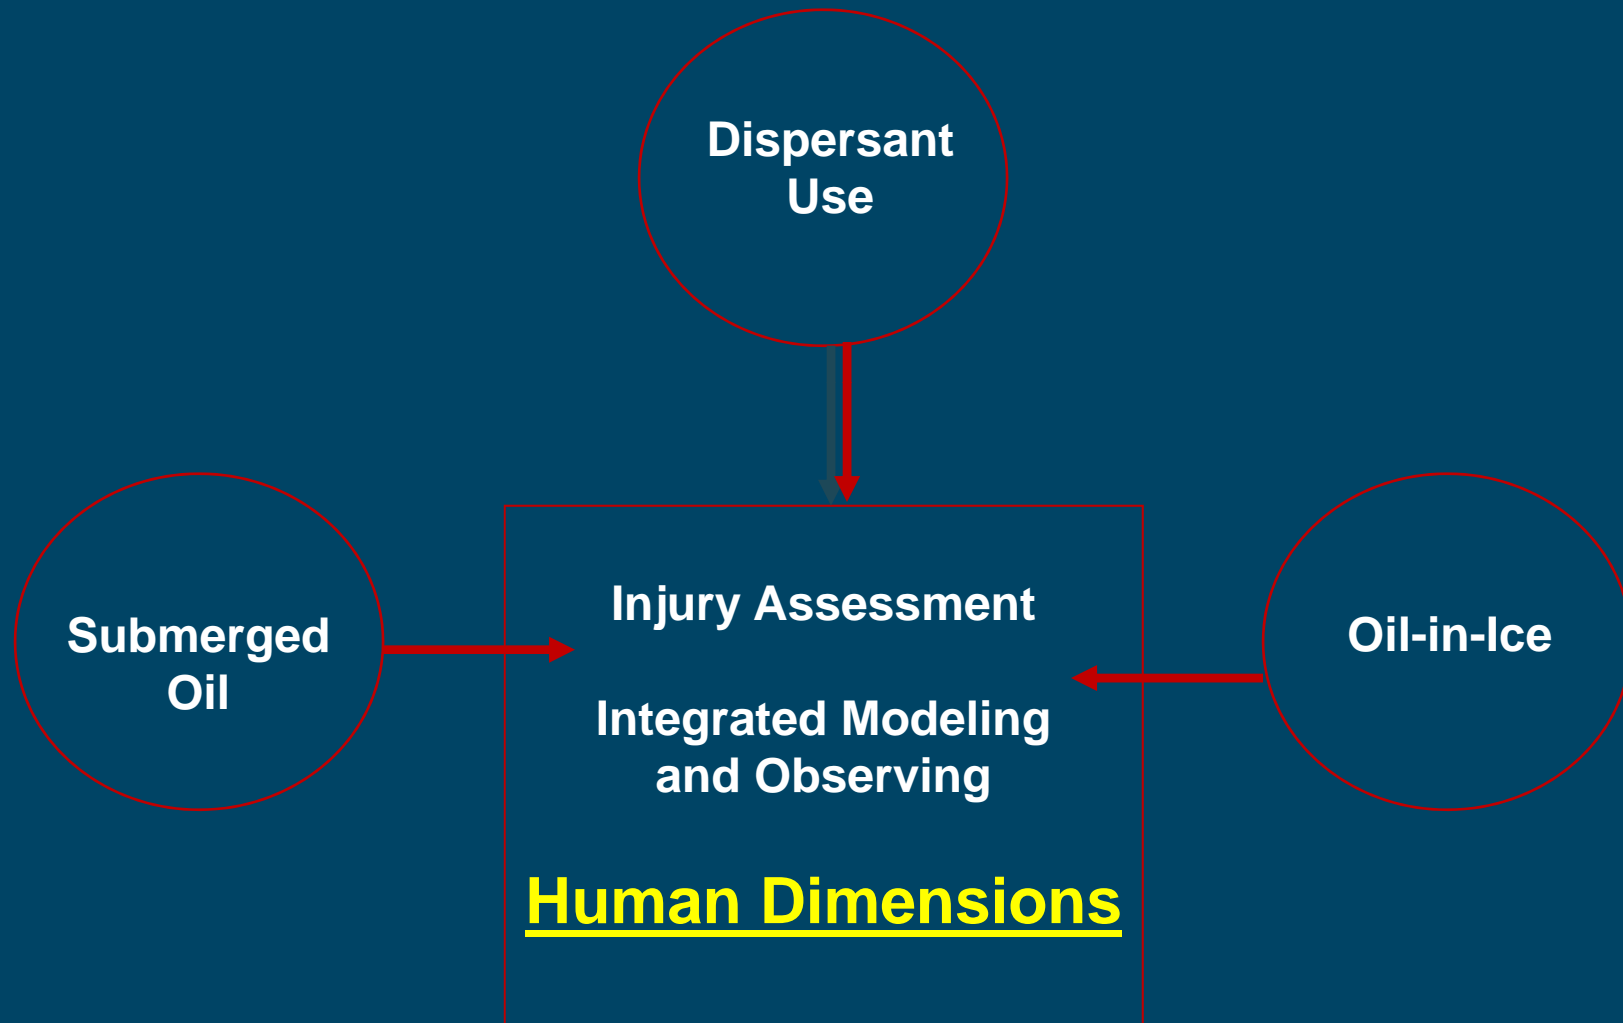 Dispersant
Use
Submerged
Oil
Injury Assessment
Integrated Modeling
and Observing
Human Dimensions
Oil-in-Ice